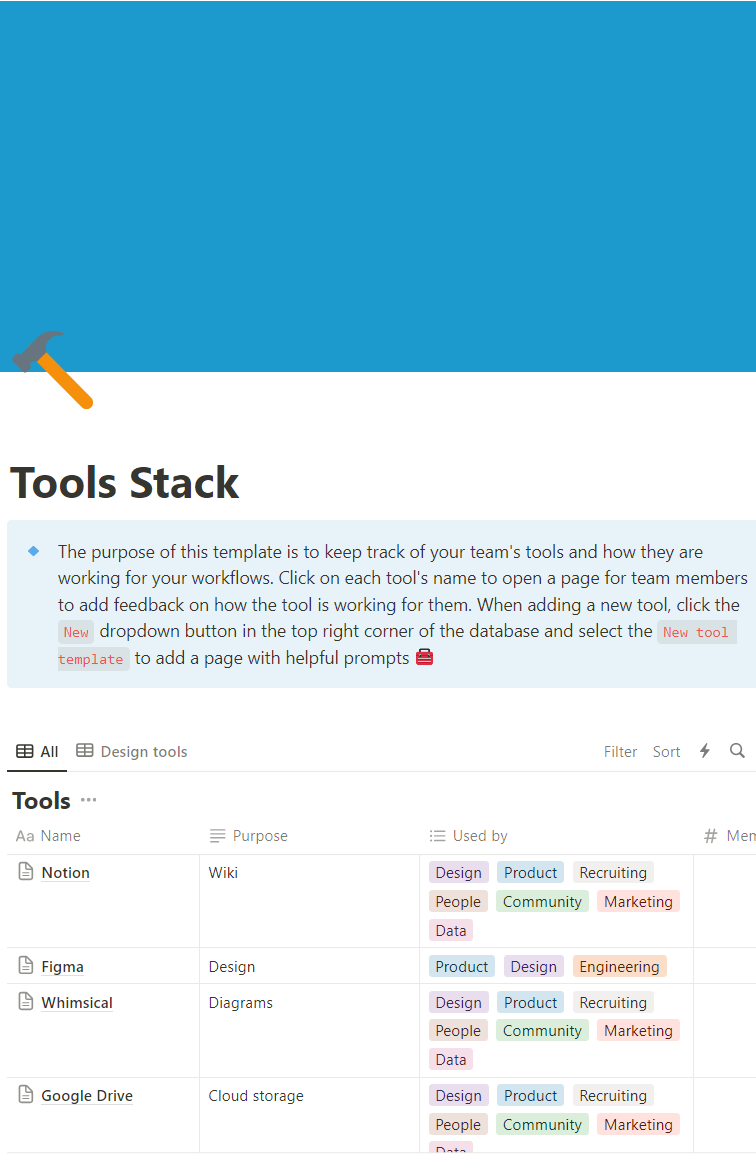 Tools Stack
The purpose of this template is to keep track of your team's tools and how they are
working for your workflows. Click on each tool's name to open a page for team members
to add feedback on how the tool is working for them. When adding a new tool, click the
New dropdown button in the top right corner of the database and select the New tool
template to add a page with helpful prompts
All Design tools Filter Sort
Tools ...
Aa Name Purpose Used by # Mem
Notion Wiki Design Product Recruiting
People Community Marketing
Data
Figma Design Product Design Engineering
Whimsical Diagrams Design Product Recruiting
People Community Marketing
Data
Google Drive Cloud storage Design Product Recruiting
People Community Marketing
Data